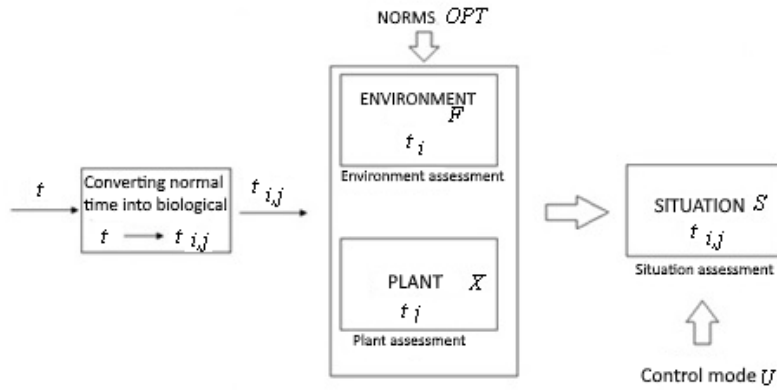 NORMS OPT
ENVIRONMENT
F
t i
Environment assessment
t
Converting normal
time into biological
t → t i,j
t i,j
PLANT X
t j
Plant assessment
SITUATION S
t i,j
Situation assessment
Control mode U